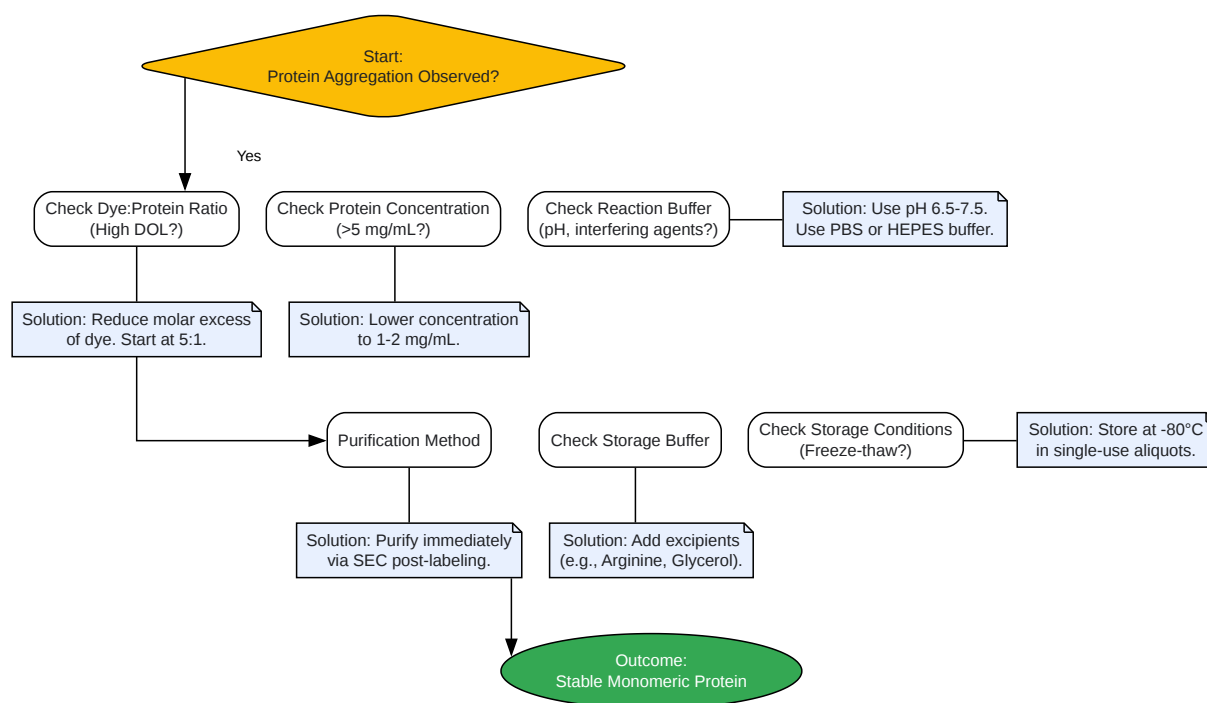 Start:
Protein Aggregation Observed?
Yes
Check Dye:Protein Ratio
(High DOL?)
Check Protein Concentration
(>5 mg/mL?)
Check Reaction Buffer
(pH, interfering agents?)
Solution: Use pH 6.5-7.5.
Use PBS or HEPES buffer.
Solution: Reduce molar excess
of dye. Start at 5:1.
Solution: Lower concentration
to 1-2 mg/mL.
Purification Method
Check Storage Buffer
Check Storage Conditions
(Freeze-thaw?)
Solution: Store at -80°C
in single-use aliquots.
Solution: Purify immediately
via SEC post-labeling.
Solution: Add excipients
(e.g., Arginine, Glycerol).
Outcome:
Stable Monomeric Protein